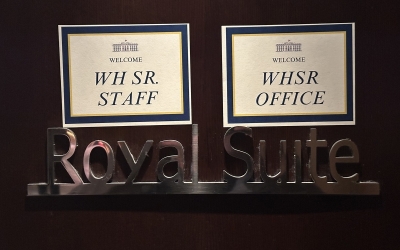 WELCOME
WH SR.
STAFF
WELCOME
WHSR
OFFICE
Royal Suite